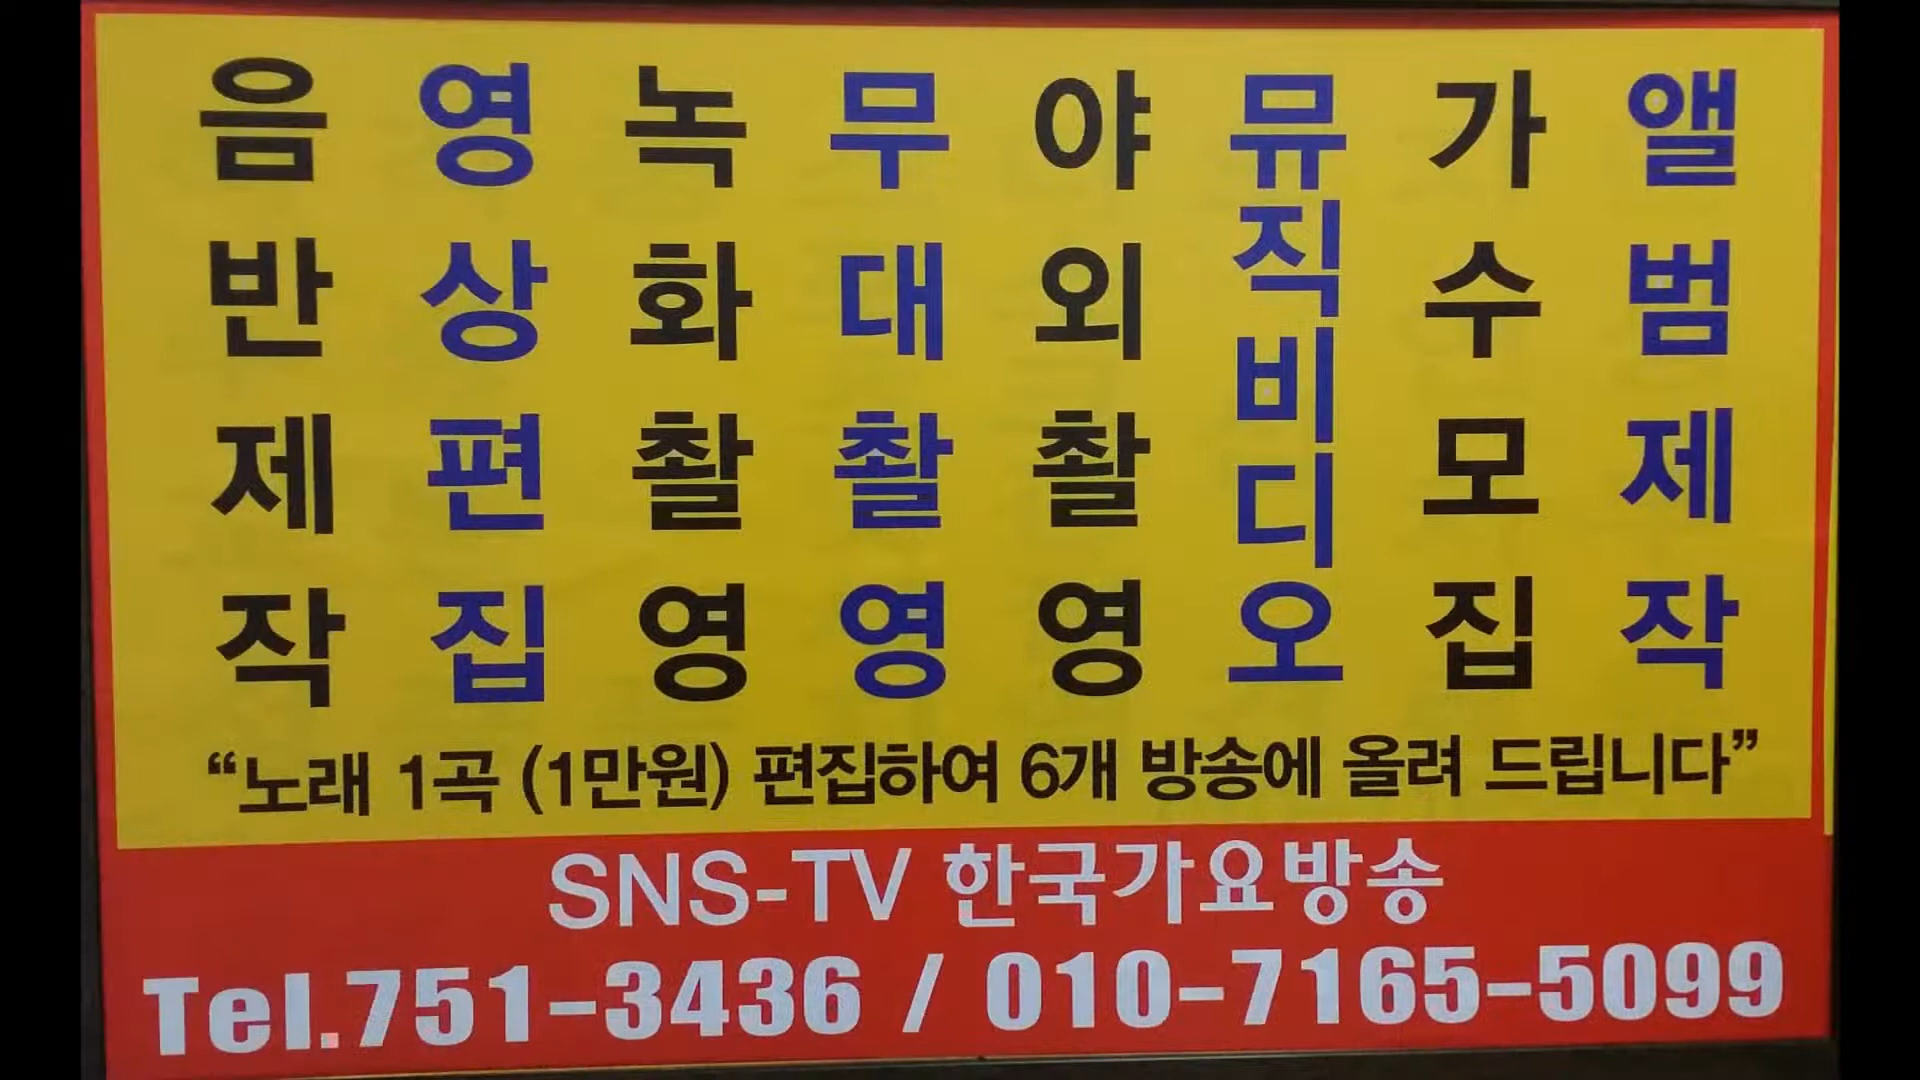 음반제작
영상편집
녹화촬영
무대촬영
야외촬영
뮤직비디오
가수모집
앨범제작
“노래 1곡 (1만원) 편집하여 6개 방송에 올려 드립니다”
SNS-TV 한국가요방송
Tel.751-3436 / 010-7165-5099